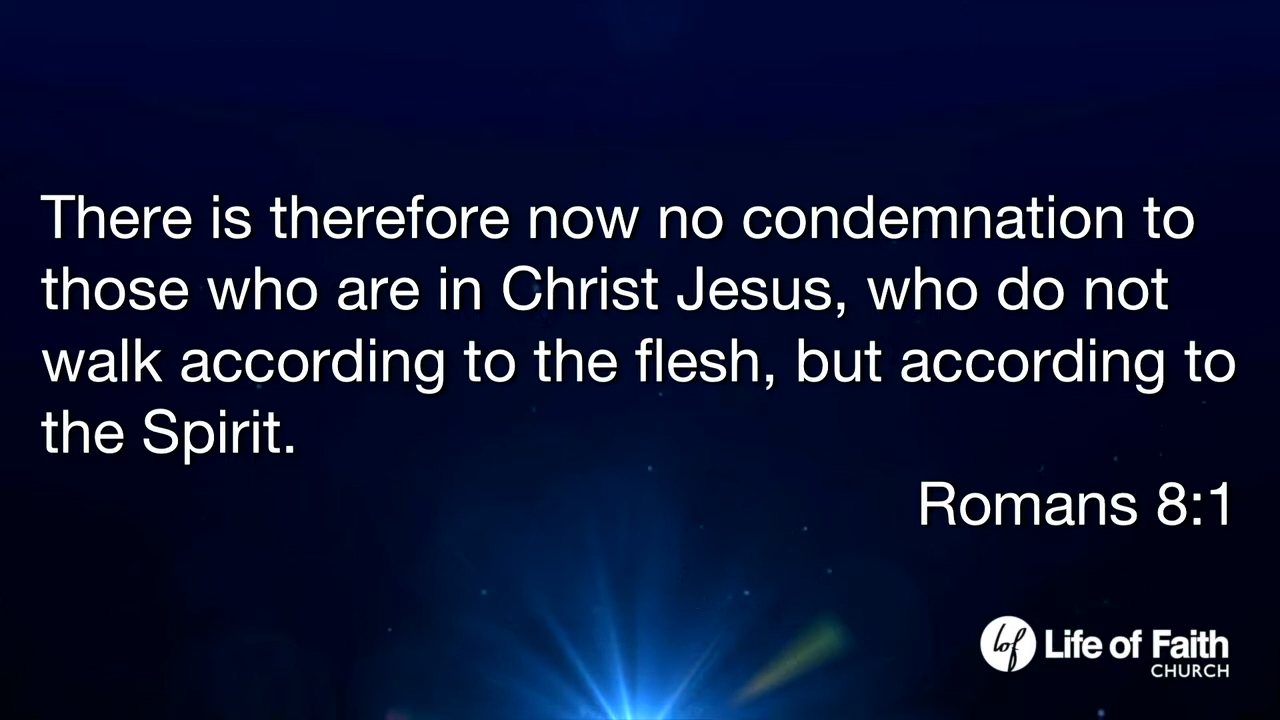 There is therefore now no condemnation to
those who are in Christ Jesus, who do not
walk according to the flesh, but according to
the Spirit.
Romans 8:1
lof Life of Faith
CHURCH